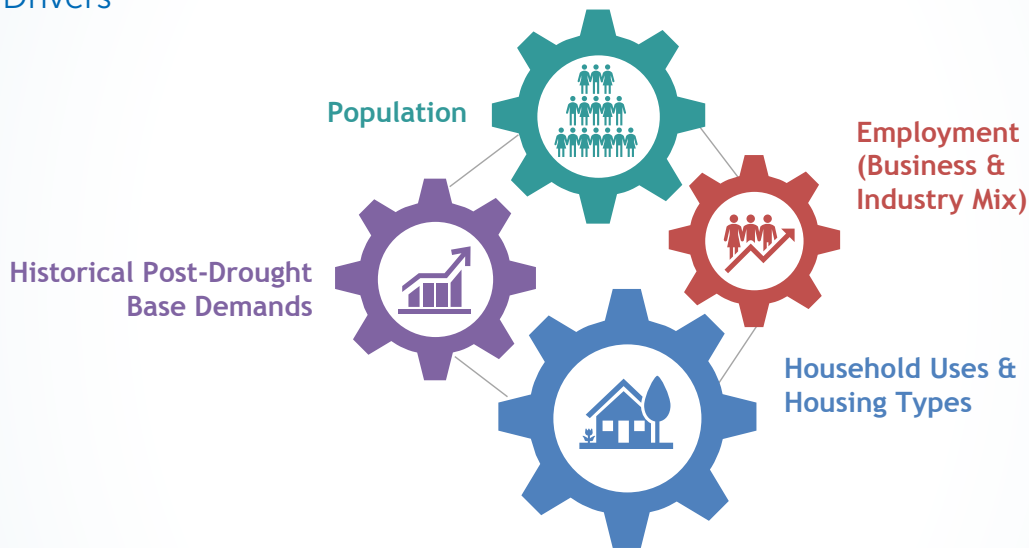 Drivers
Population
Employment
(Business &
Industry Mix)
Historical Post-Drought
Base Demands
Household Uses &
Housing Types